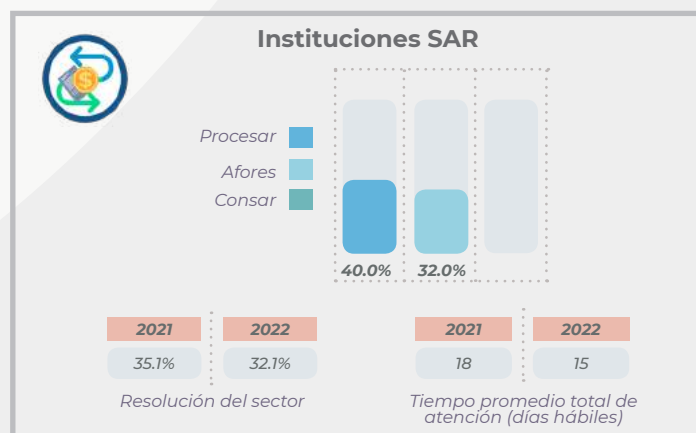 Instituciones SAR
Procesar
Afores
Consar
40.0% 32.0%
2021 2022 2021 2022
35.1% 32.1% 18 15
Resolución del sector
Tiempo promedio total de
atención (días hábiles)